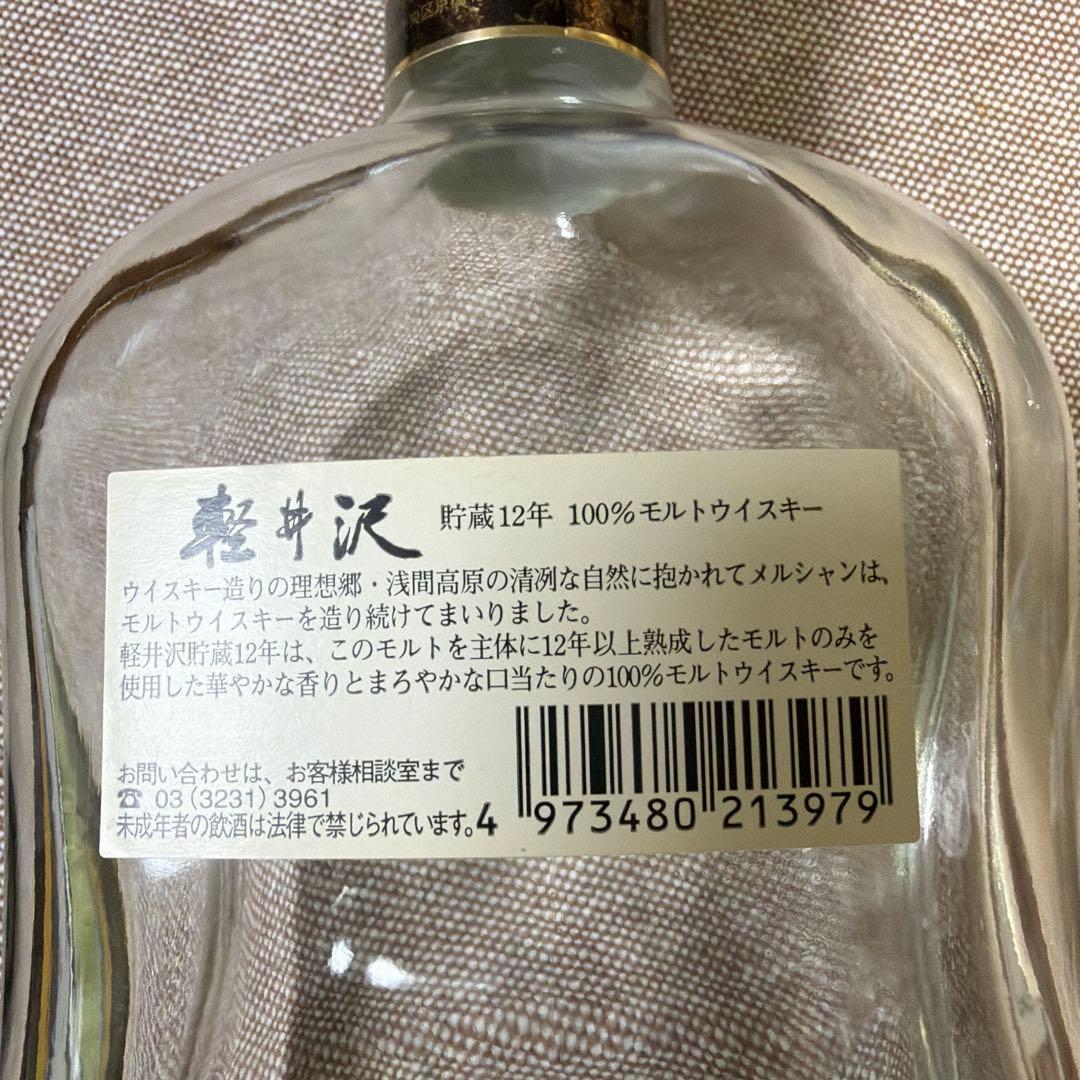 軽井沢 貯蔵12年 100%モルトウイスキー
ウイスキー造りの理想郷・浅間高原の清冽な自然に抱かれてメルシャンは、
モルトウイスキーを造り続けてまいりました。
軽井沢貯蔵12年は、このモルトを主体に12年以上熟成したモルトのみを
使用した華やかな香りとまろやかな口当たりの100%モルトウイスキーです。
お問い合わせは、お客様相談室まで
☎ 03(3231)3961
未成年者の飲酒は法律で禁じられています。
4 973480 213979